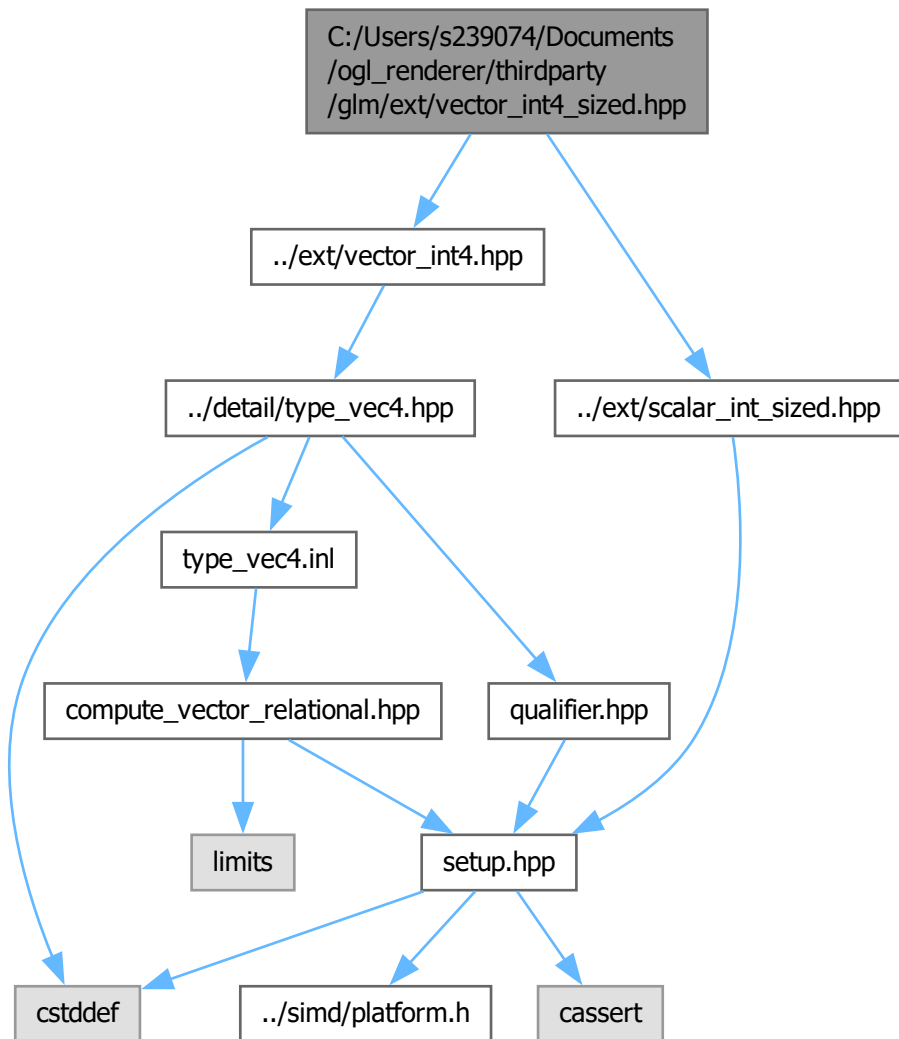 C:/Users/s239074/Documents
/ogl_renderer/thirdparty
/glm/ext/vector_int4_sized.hpp
../ext/vector_int4.hpp
../detail/type_vec4.hpp
../ext/scalar_int_sized.hpp
type_vec4.inl
compute_vector_relational.hpp
qualifier.hpp
limits
setup.hpp
cstddef
../simd/platform.h
cassert